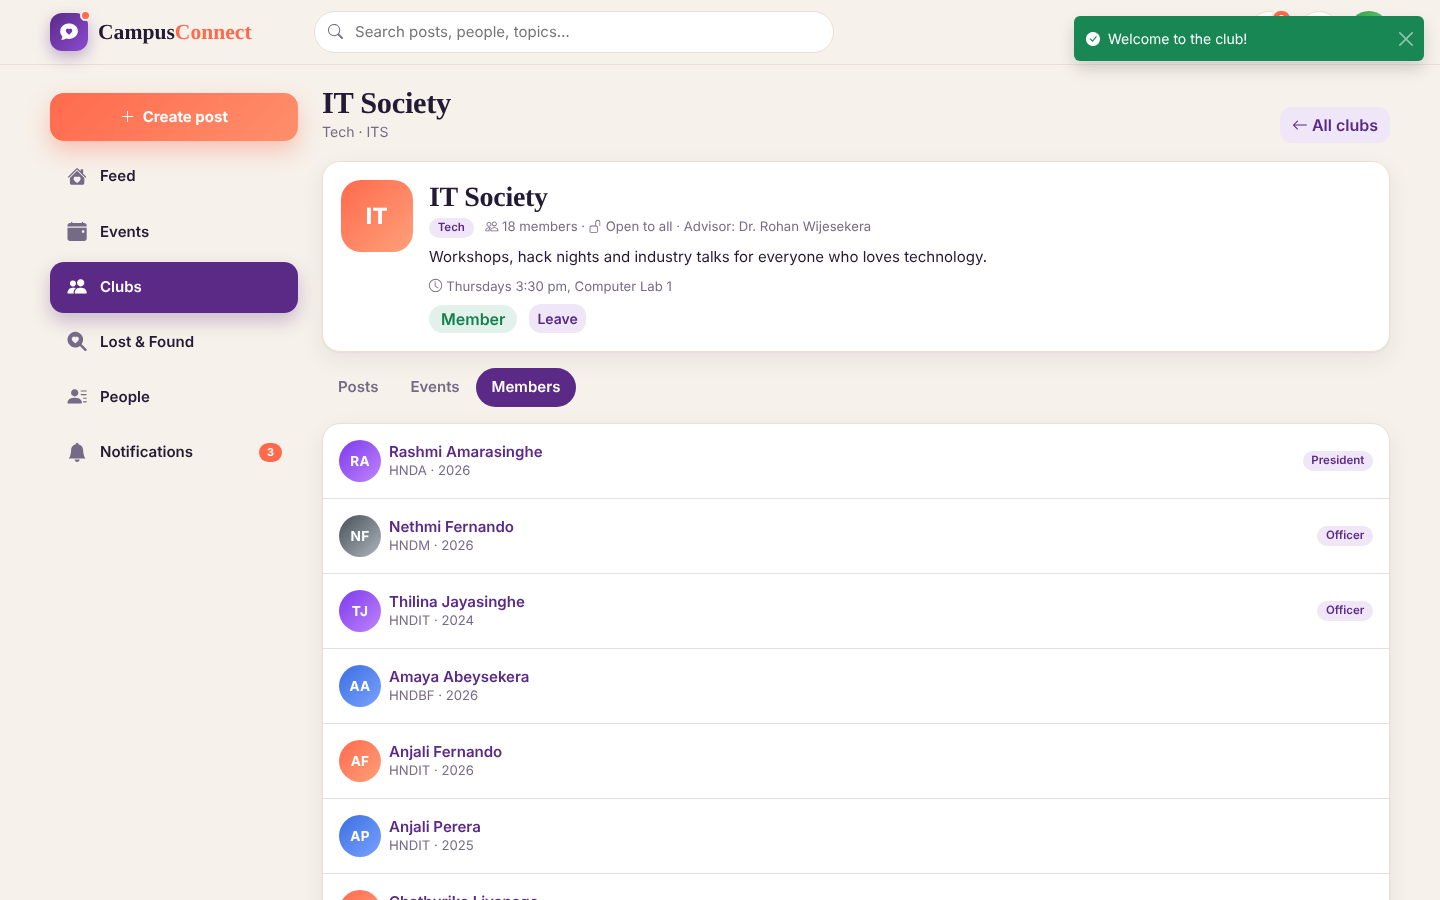 CampusConnect
Search posts, people, topics...
Welcome to the club!
Create post
Feed
Events
Clubs
Lost & Found
People
Notifications
3
IT Society
Tech · ITS
← All clubs
IT
IT Society
Tech
18 members · Open to all · Advisor: Dr. Rohan Wijesekera
Workshops, hack nights and industry talks for everyone who loves technology.
Thursdays 3:30 pm, Computer Lab 1
Member
Leave
Posts
Events
Members
RA
Rashmi Amarasinghe
HNDA · 2026
President
NF
Nethmi Fernando
HNDM · 2026
Officer
TJ
Thilina Jayasinghe
HNDIT · 2024
Officer
AA
Amaya Abeysekera
HNDBF · 2026
AF
Anjali Fernando
HNDIT · 2026
AP
Anjali Perera
HNDIT · 2025